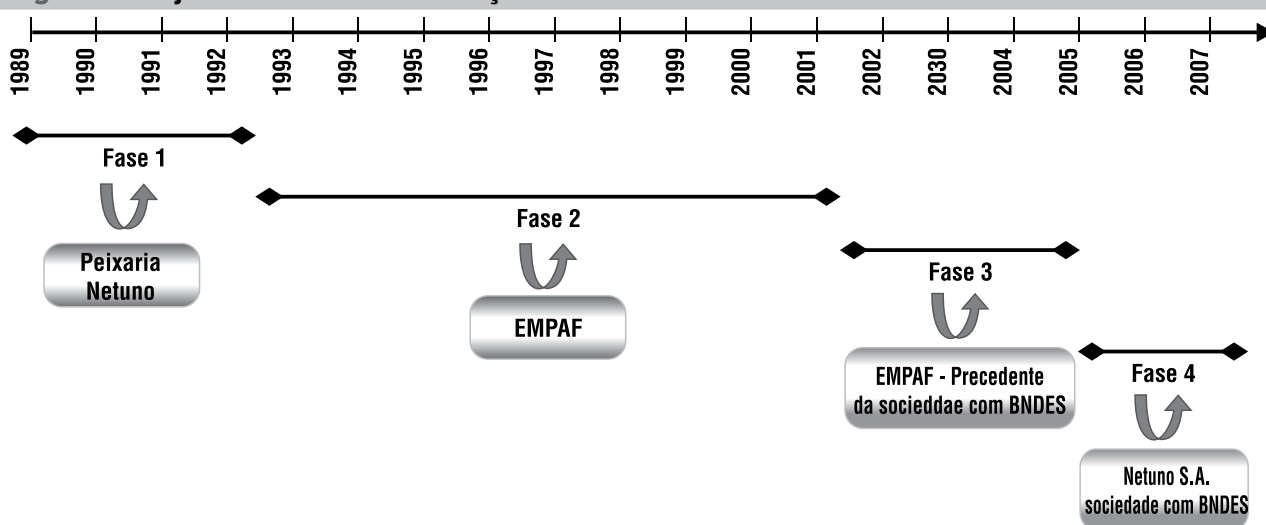 1989 1990 1991 1992 1993 1994 1995 1996 1997 1998 1999 2000 2001 2002 2030 2004 2005 2006 2007
Fase 1
Peixaria
Netuno
Fase 2
EMPAF
Fase 3
EMPAF - Precedente
da socieddae com BNDES
Fase 4
Netuno S.A.
sociedade com BNDES